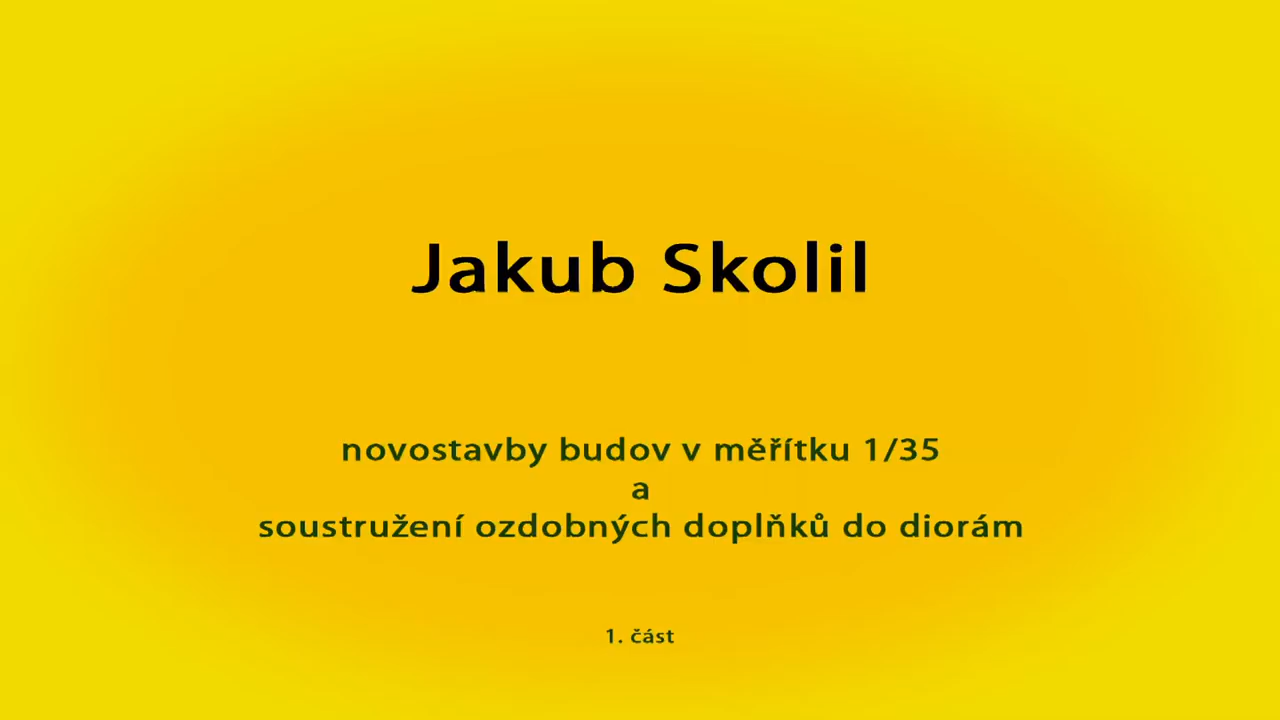 Jakub Skolil
novostavby budov v měřítku 1/35
a
soustružení ozdobných doplňků do diorám
1. část